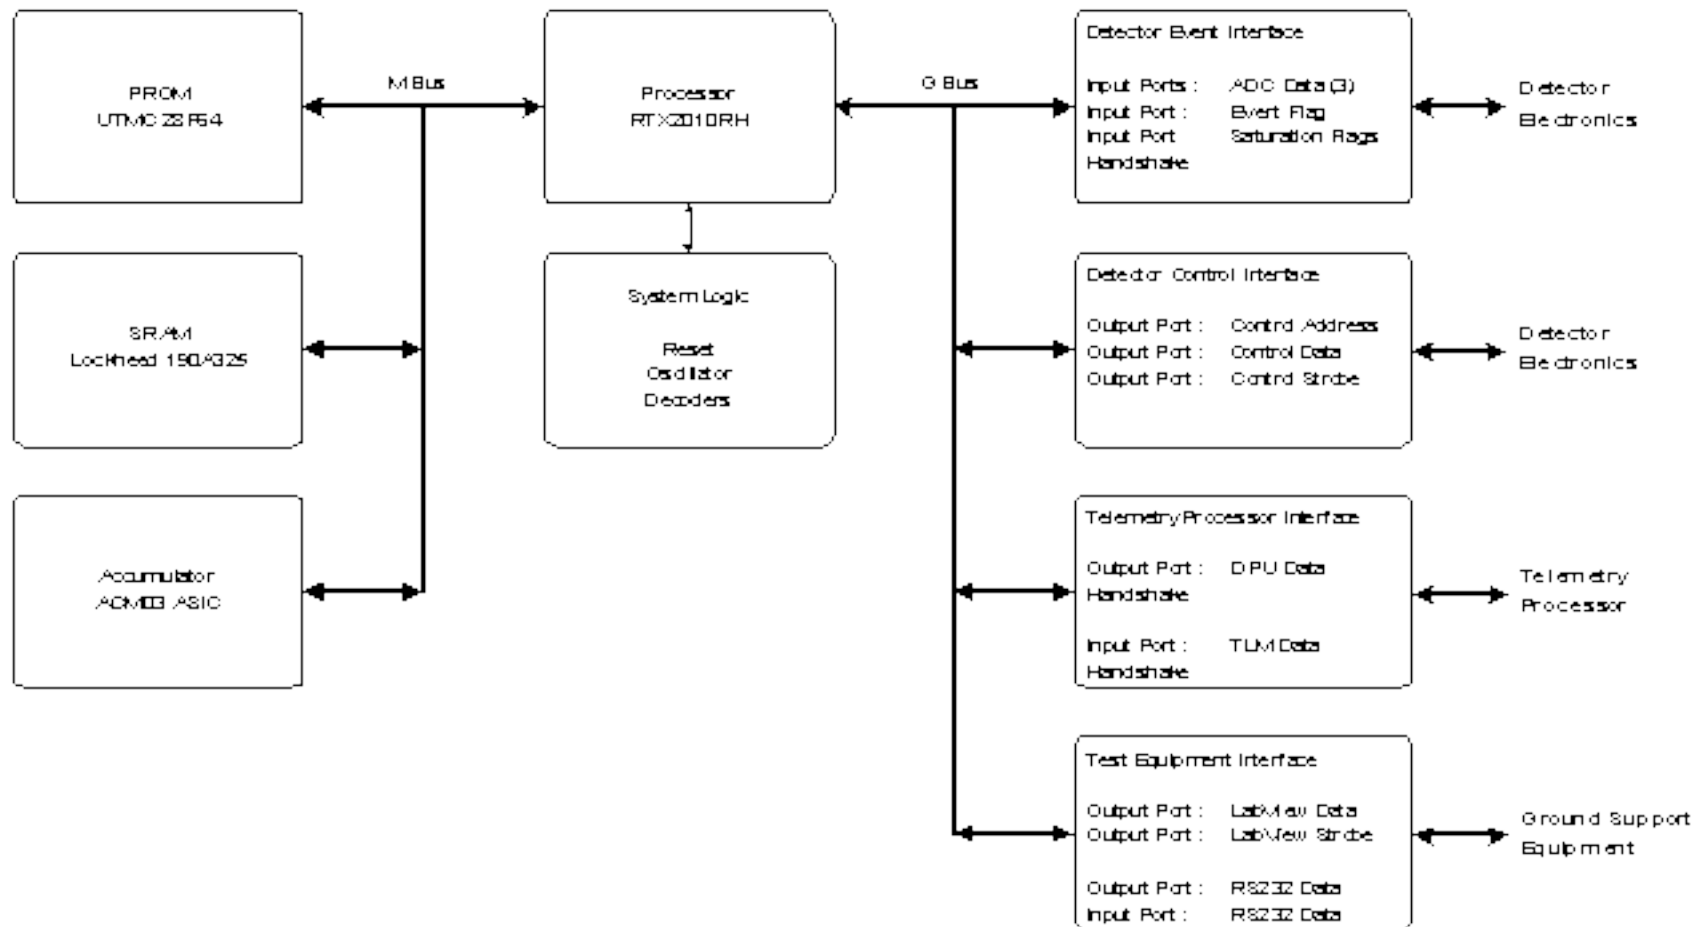 PROM
UTMC 28F64
M Bus
Processor
RTX2010RH
G Bus
Detector Event Interface
Input Ports : ADC Data (3)
Input Port : Event Flag
Input Port Saturation Flags
Handshake
Detector
Electronics
SRAM
Lockheed 190A325
System Logic
Reset
Oscillator
Decoders
Detector Control Interface
Output Port : Control Address
Output Port : Control Data
Output Port : Control Strobe
Detector
Electronics
Accumulator
ACM03 ASIC
Telemetry Processor Interface
Output Port : DPU Data
Handshake
Input Port : TLM Data
Handshake
Telemetry
Processor
Test Equipment Interface
Output Port : LabView Data
Output Port : LabView Strobe
Output Port : RS232 Data
Input Port : RS232 Data
Ground Support
Equipment